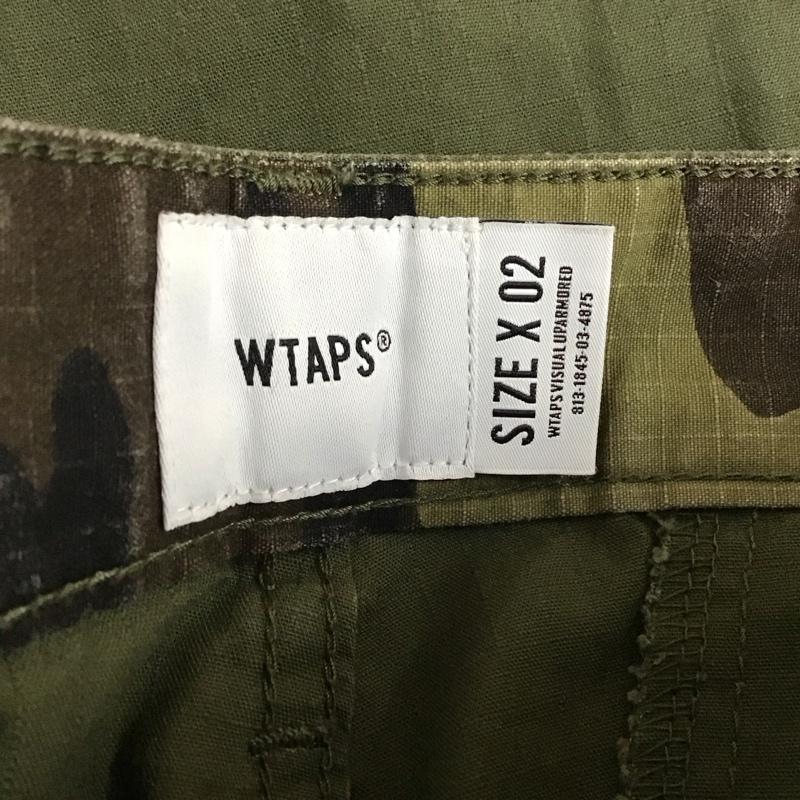 WTAPS®
SIZE X 02
WTAPS VISUAL UPARMORED
813-1845-03-4875